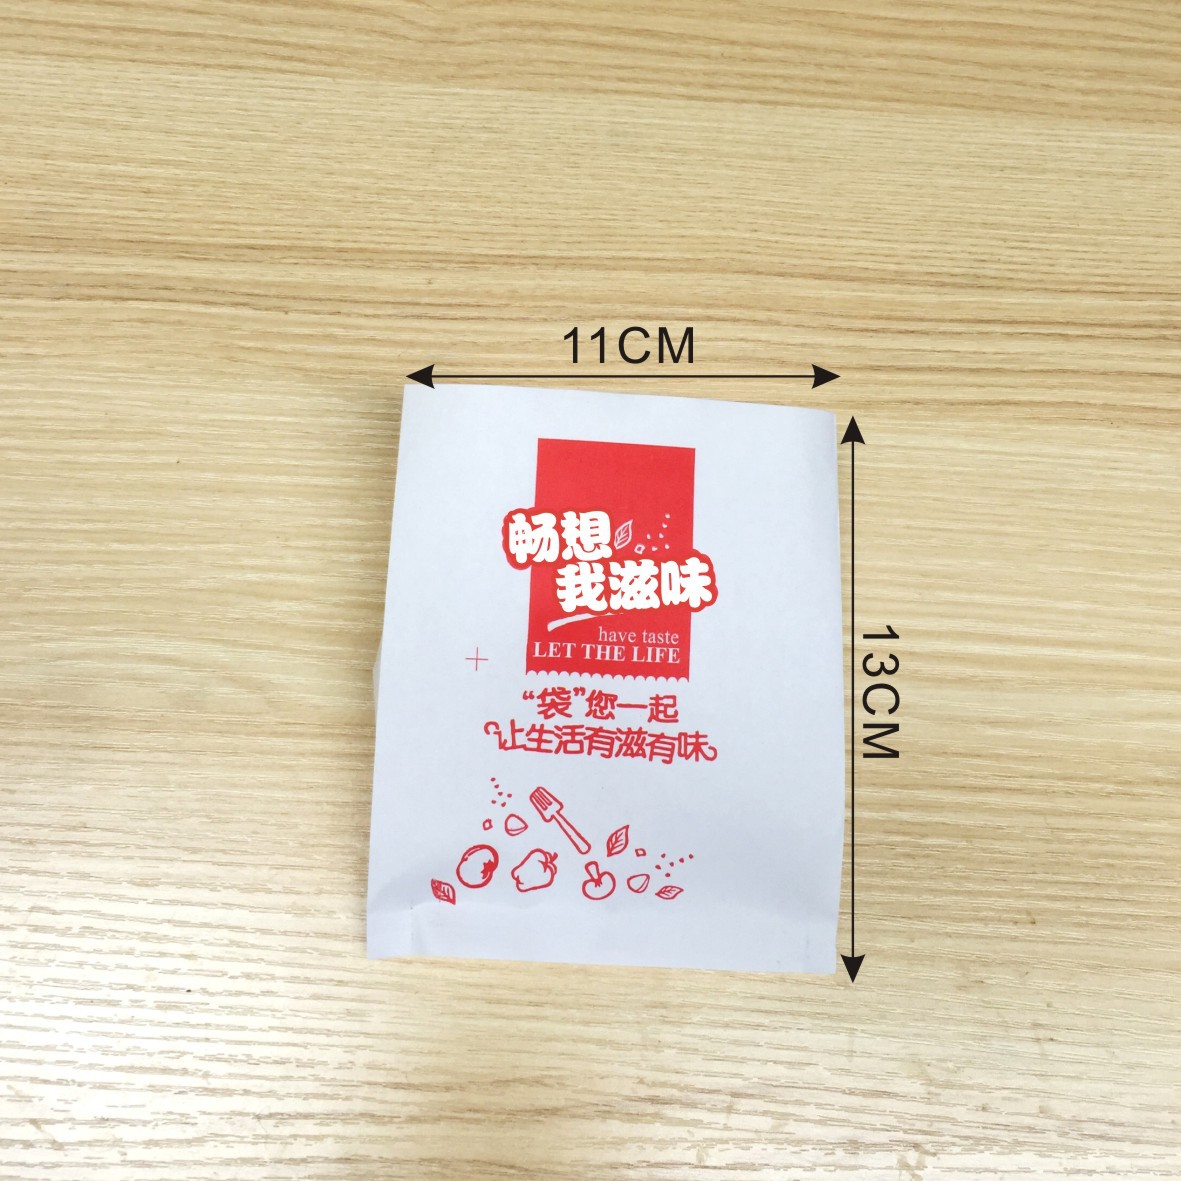 11CM
畅想
我滋味
have taste
LET THE LIFE
“袋”您一起
让生活有滋有味
13CM